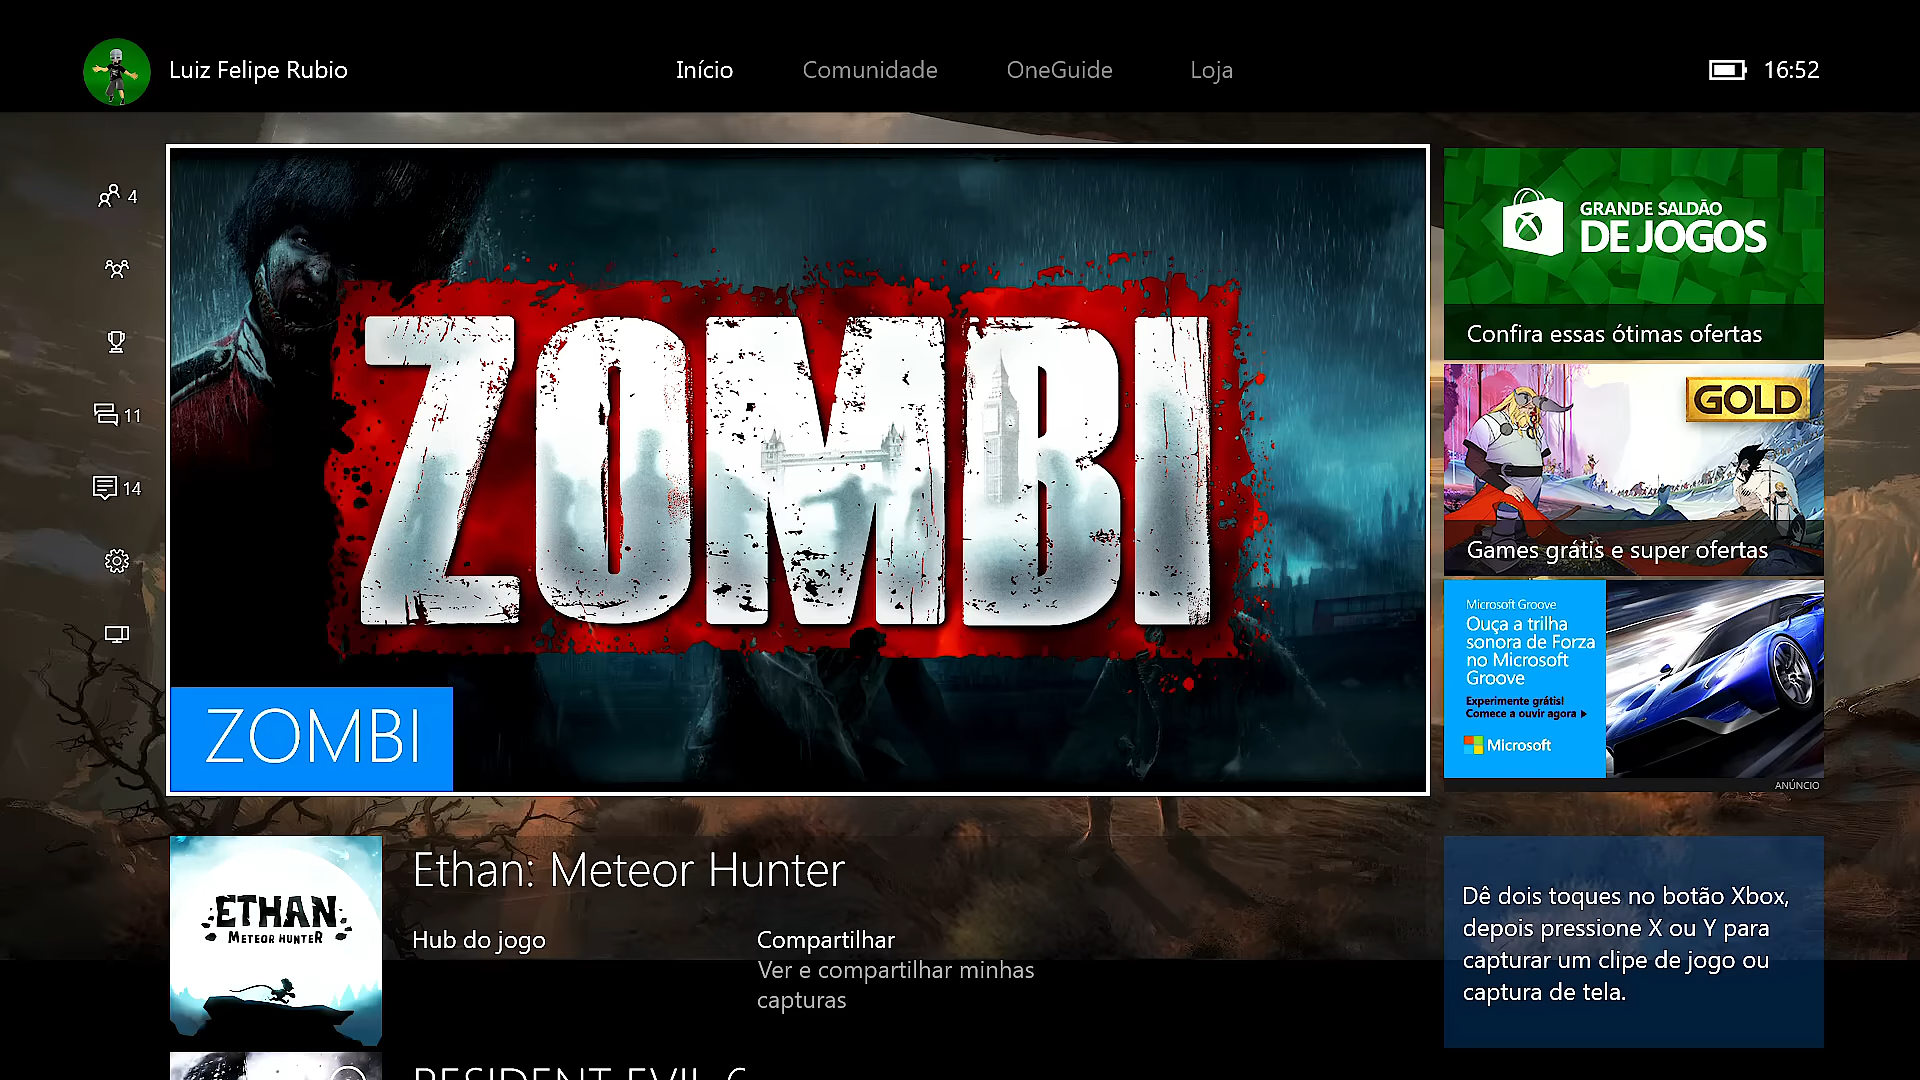 Luiz Felipe Rubio
Início
Comunidade
OneGuide
Loja
16:52
4
11
14
ZOMBI
ZOMBI
GRANDE SALDÃO
DE JOGOS
Confira essas ótimas ofertas
GOLD
Games grátis e super ofertas
Microsoft Groove
Ouça a trilha
sonora de Forza
no Microsoft
Groove
Experimente grátis!
Comece a ouvir agora
Microsoft
ANÚNCIO
ETHAN
METEOR HUNTER
Ethan: Meteor Hunter
Hub do jogo
Compartilhar
Ver e compartilhar minhas
capturas
Dê dois toques no botão Xbox,
depois pressione X ou Y para
capturar um clipe de jogo ou
captura de tela.
RESIDENT EVIL 6